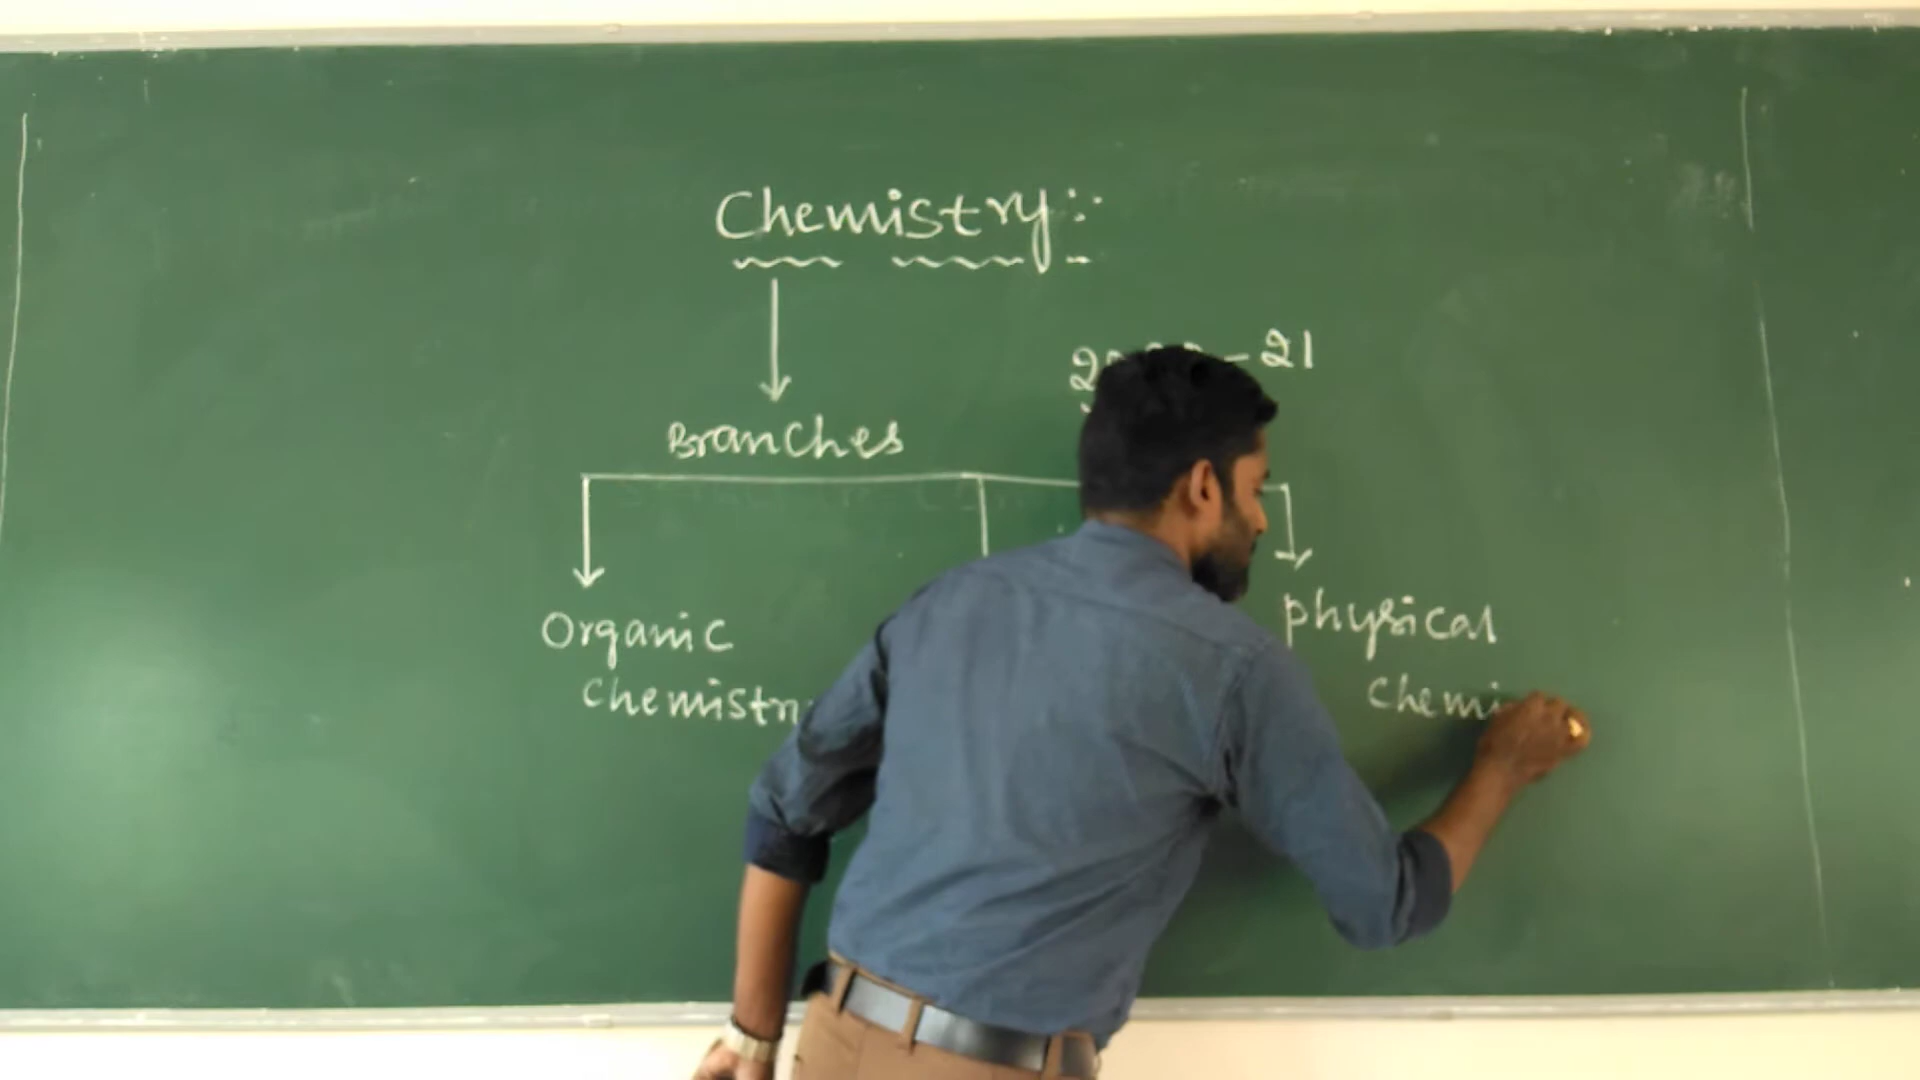 Chemistry:-
- 21
Branches
Organic
Chemistry
physical
Chemi